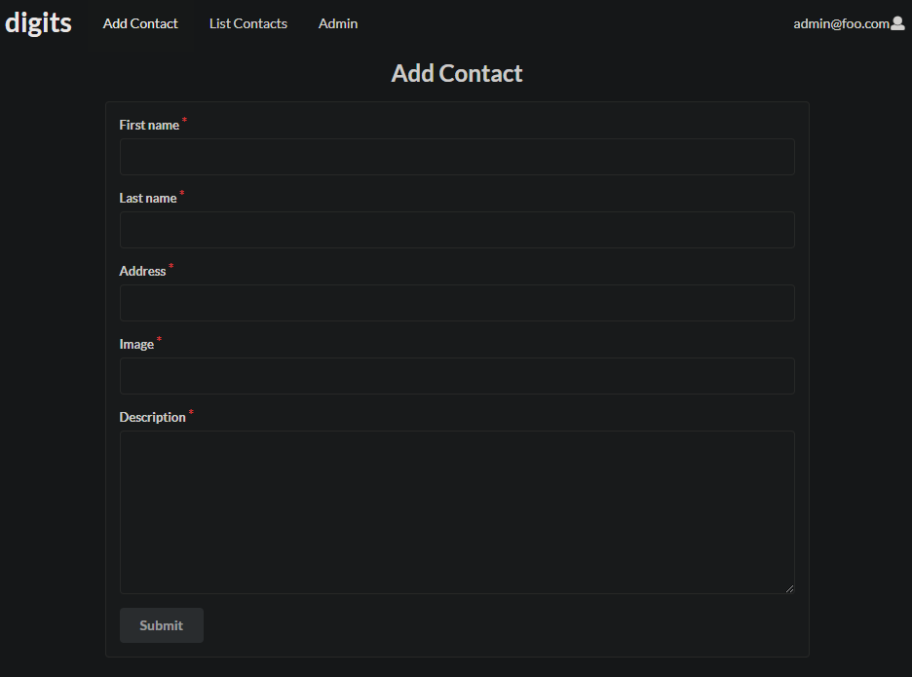 digits Add Contact List Contacts Admin admin@foo.com
Add Contact
First name *
Last name *
Address *
Image *
Description *
Submit